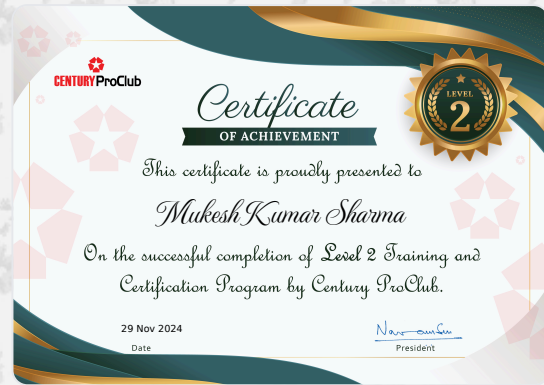 CENTURY ProClub
LEVEL
2
Certificate
OF ACHIEVEMENT
This certificate is proudly presented to
Mukesh Kumar Sharma
On the successful completion of Level 2 Training and
Certification Program by Century ProClub.
29 Nov 2024
Date
President